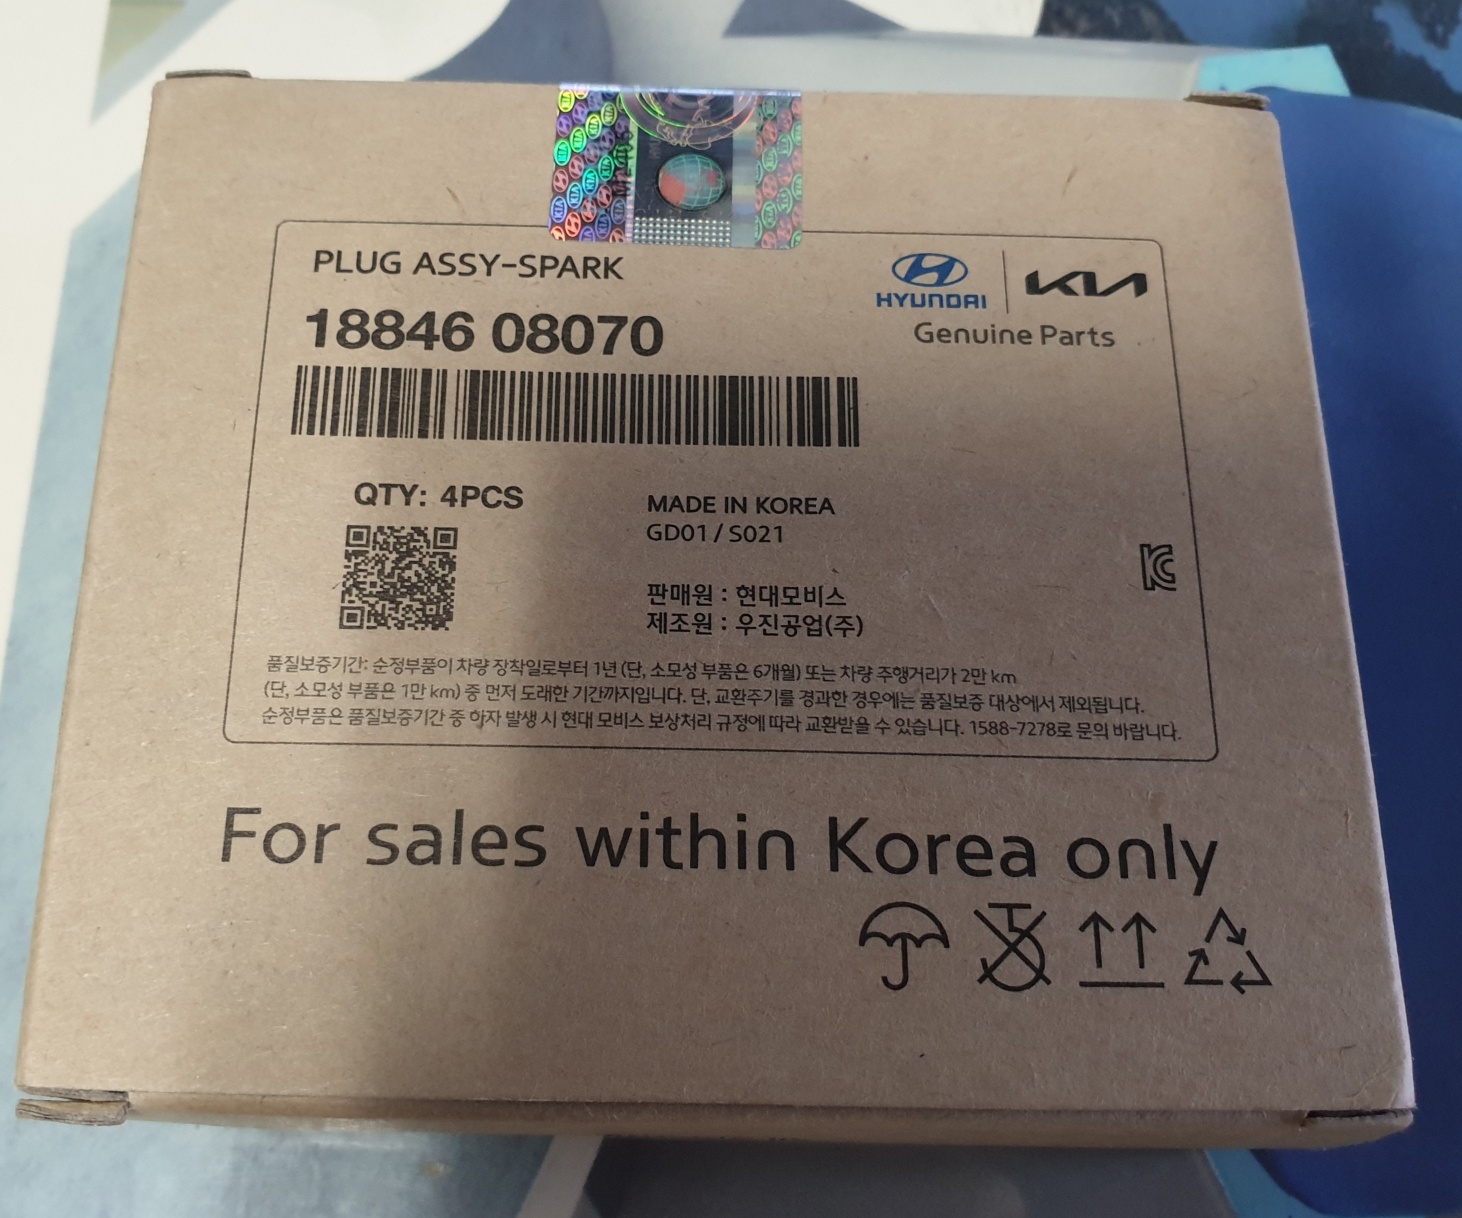 PLUG ASSY-SPARK
18846 08070
HYUNDAI
KIA
Genuine Parts
QTY: 4PCS
MADE IN KOREA
GD01 / S021
판매원 : 현대모비스
제조원 : 우진공업(주)
품질보증기간: 순정부품이 차량 장착일로부터 1년 (단, 소모성 부품은 6개월) 또는 차량 주행거리가 2만 km
(단, 소모성 부품은 1만 km) 중 먼저 도래한 기간까지입니다. 단, 교환주기를 경과한 경우에는 품질보증 대상에서 제외됩니다.
순정부품은 품질보증기간 중 하자 발생 시 현대 모비스 보상처리 규정에 따라 교환받을 수 있습니다. 1588-7278로 문의 바랍니다.
For sales within Korea only